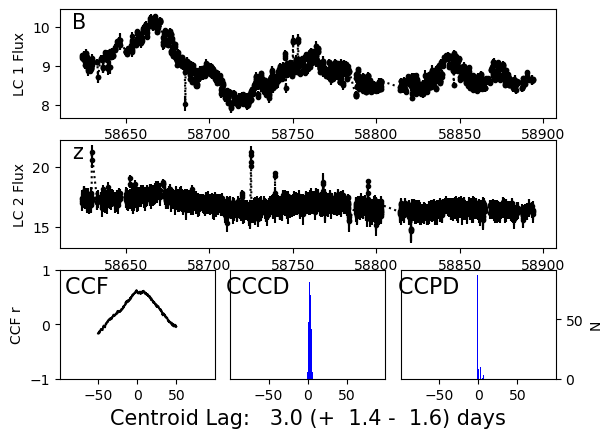 B
LC 1 Flux
10
9
8
58650 58700 58750 58800 58850 58900
z
LC 2 Flux
20
15
58650 58700 58750 58800 58850 58900
CCF CCCD CCPD
CCF r
1
0
−1
50
0
N
−50 0 50 −50 0 50 −50 0 50
Centroid Lag: 3.0 (+ 1.4 - 1.6) days